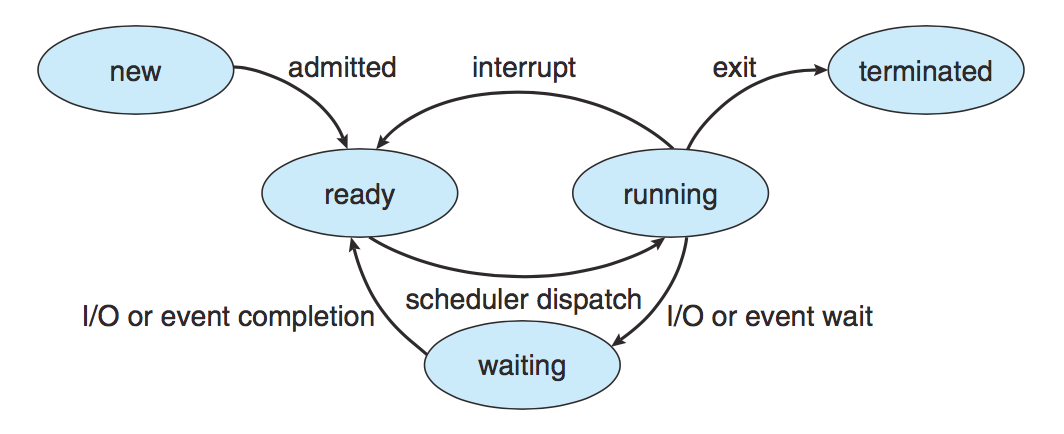 new
admitted
interrupt
exit
terminated
ready
running
scheduler dispatch
I/O or event completion
I/O or event wait
waiting